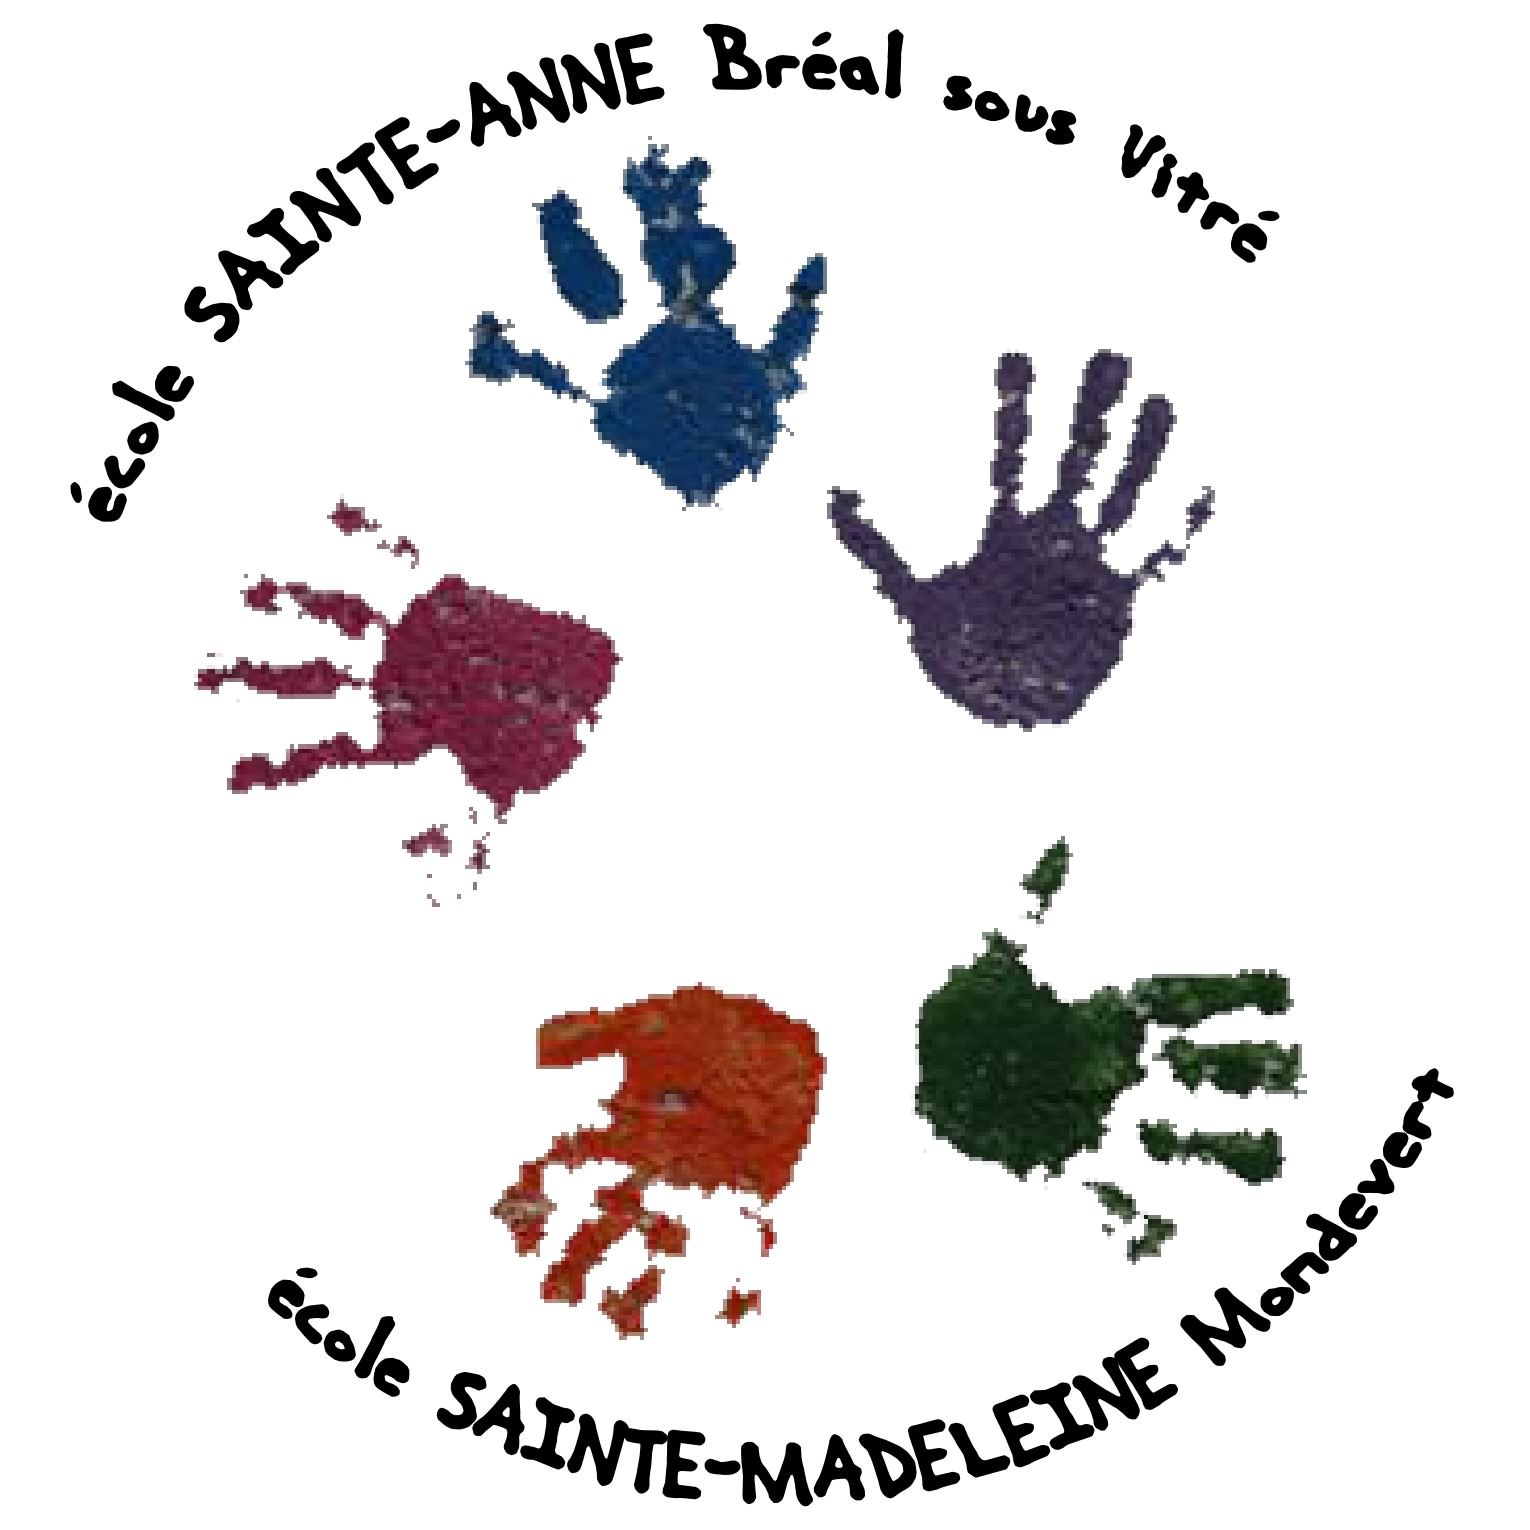 école SAINTE-ANNE Bréal sous Vitré
école SAINTE-MADELEINE Mondevert